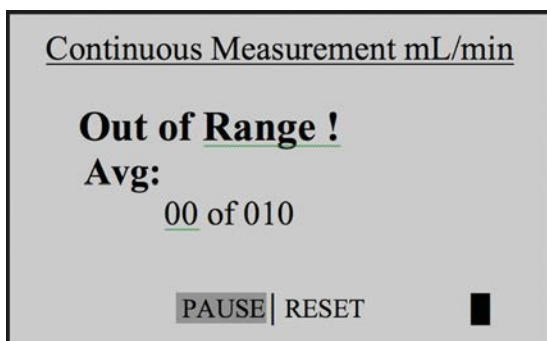 Continuous Measurement mL/min
Out of Range !
Avg:
00 of 010
PAUSE| RESET